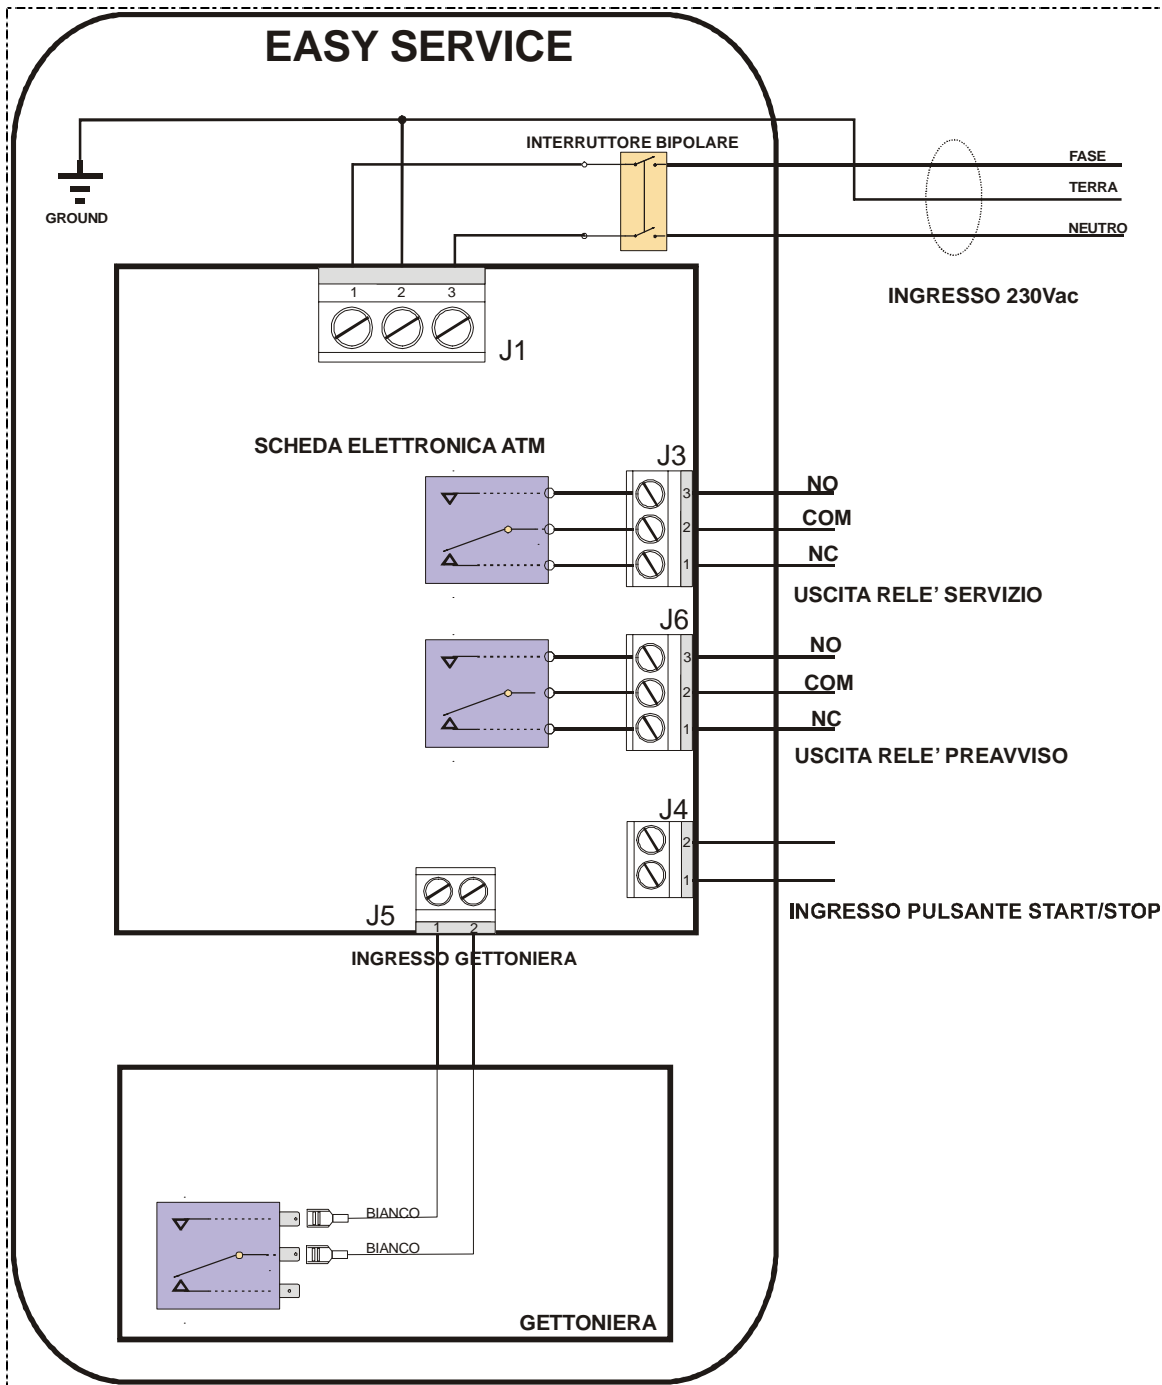 EASY SERVICE
INTERRUTTORE BIPOLARE
FASE
TERRA
NEUTRO
GROUND
INGRESSO 230Vac
1 2 3
J1
SCHEDA ELETTRONICA ATM
J3
3 NO
2 COM
1 NC
USCITA RELE’ SERVIZIO
J6
3 NO
2 COM
1 NC
USCITA RELE’ PREAVVISO
J4
2
1
INGRESSO PULSANTE START/STOP
J5
1 2
INGRESSO GETTONIERA
BIANCO
BIANCO
GETTONIERA